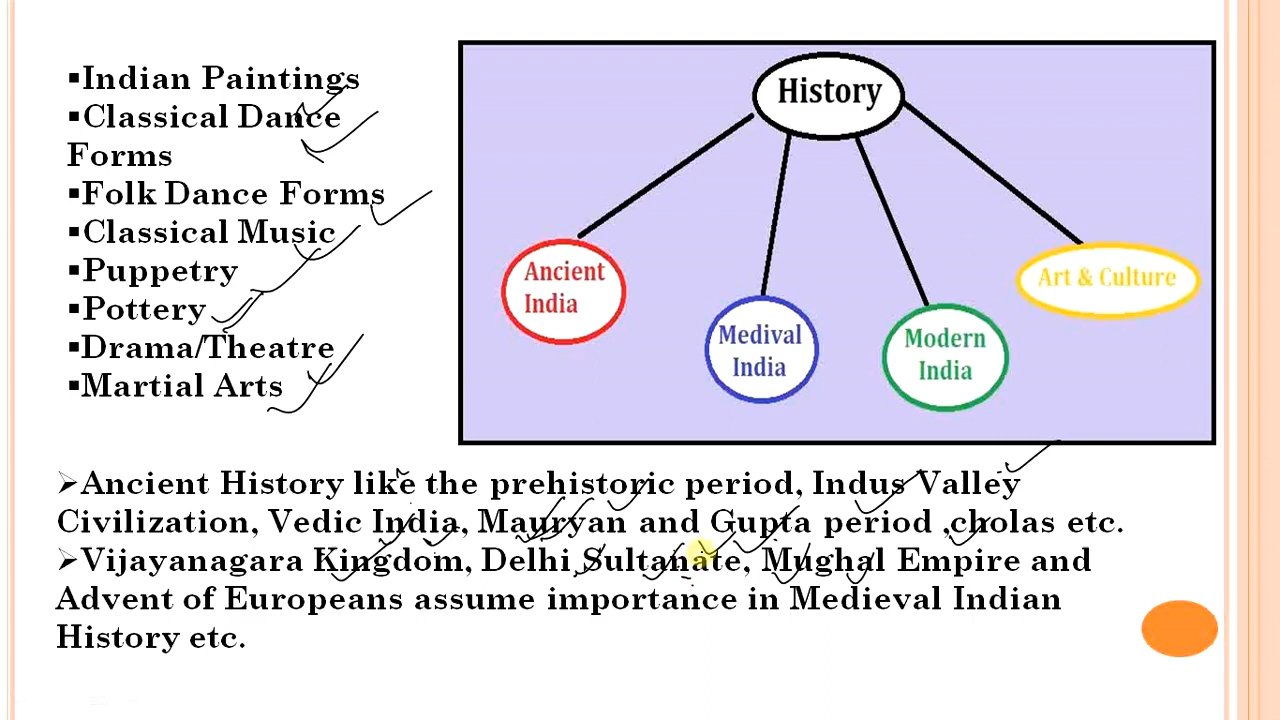 ▪Indian Paintings
▪Classical Dance
Forms
▪Folk Dance Forms
▪Classical Music
▪Puppetry
▪Pottery
▪Drama/Theatre
▪Martial Arts
History
Ancient
India
Medival
India
Modern
India
Art & Culture
➢Ancient History like the prehistoric period, Indus Valley
Civilization, Vedic India, Mauryan and Gupta period ,cholas etc.
➢Vijayanagara Kingdom, Delhi Sultanate, Mughal Empire and
Advent of Europeans assume importance in Medieval Indian
History etc.